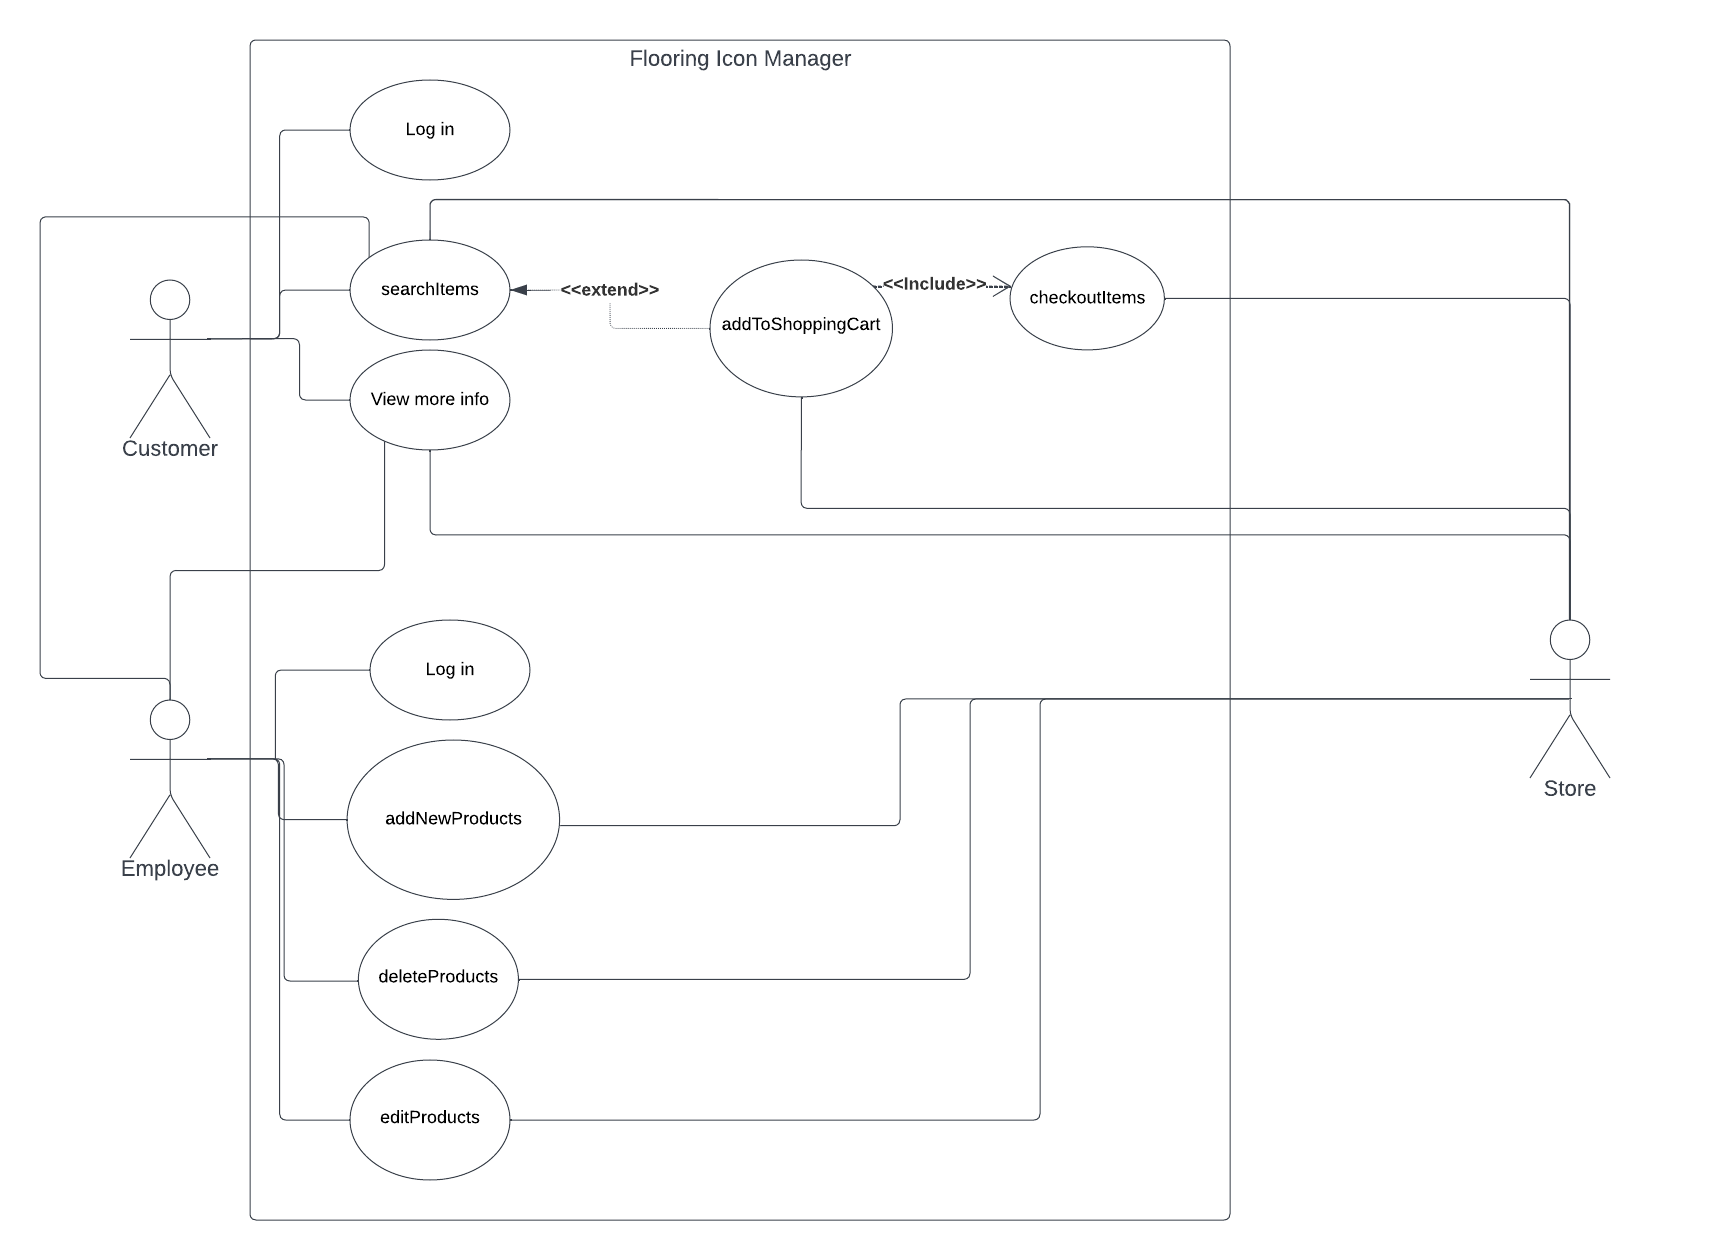 Flooring Icon Manager
Log in
searchItems
<<extend>>
addToShoppingCart
<<Include>>
checkoutItems
View more info
Customer
Log in
addNewProducts
Store
Employee
deleteProducts
editProducts